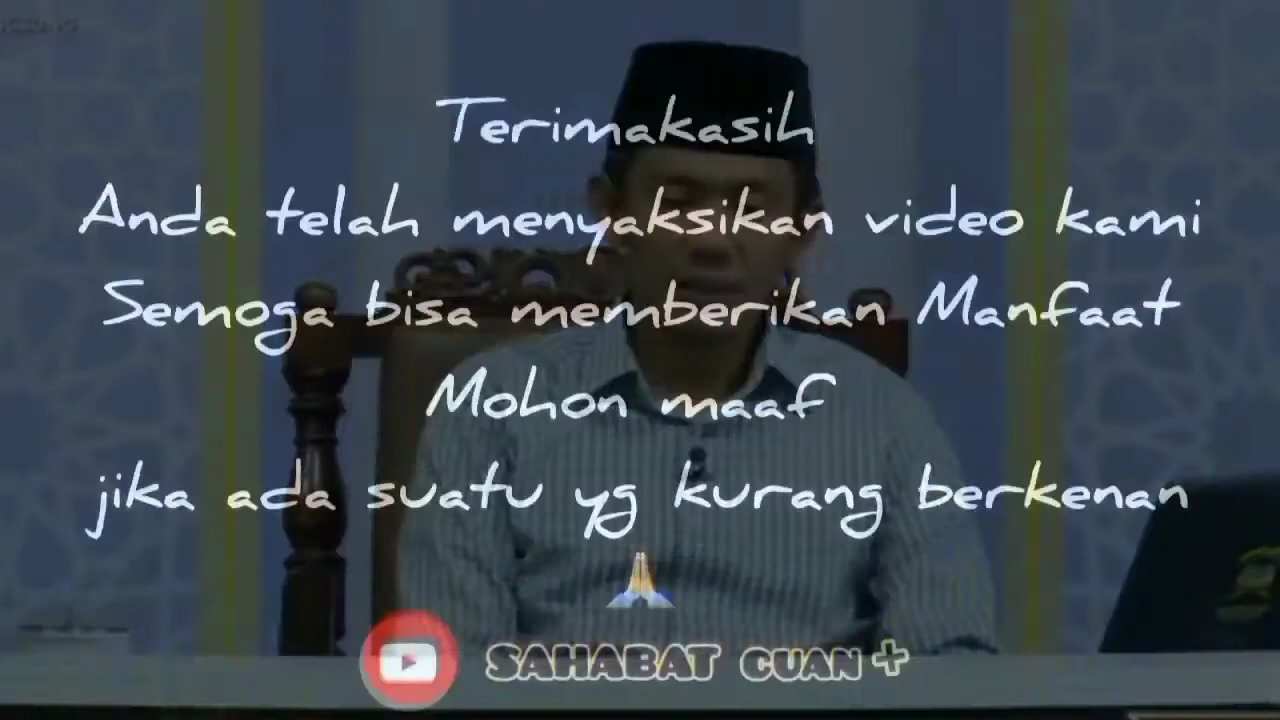 Terimakasih
Anda telah menyaksikan video kami
Semoga bisa memberikan Manfaat
Mohon maaf
jika ada suatu yg kurang berkenan
🙏
SAHABAT CUAN +